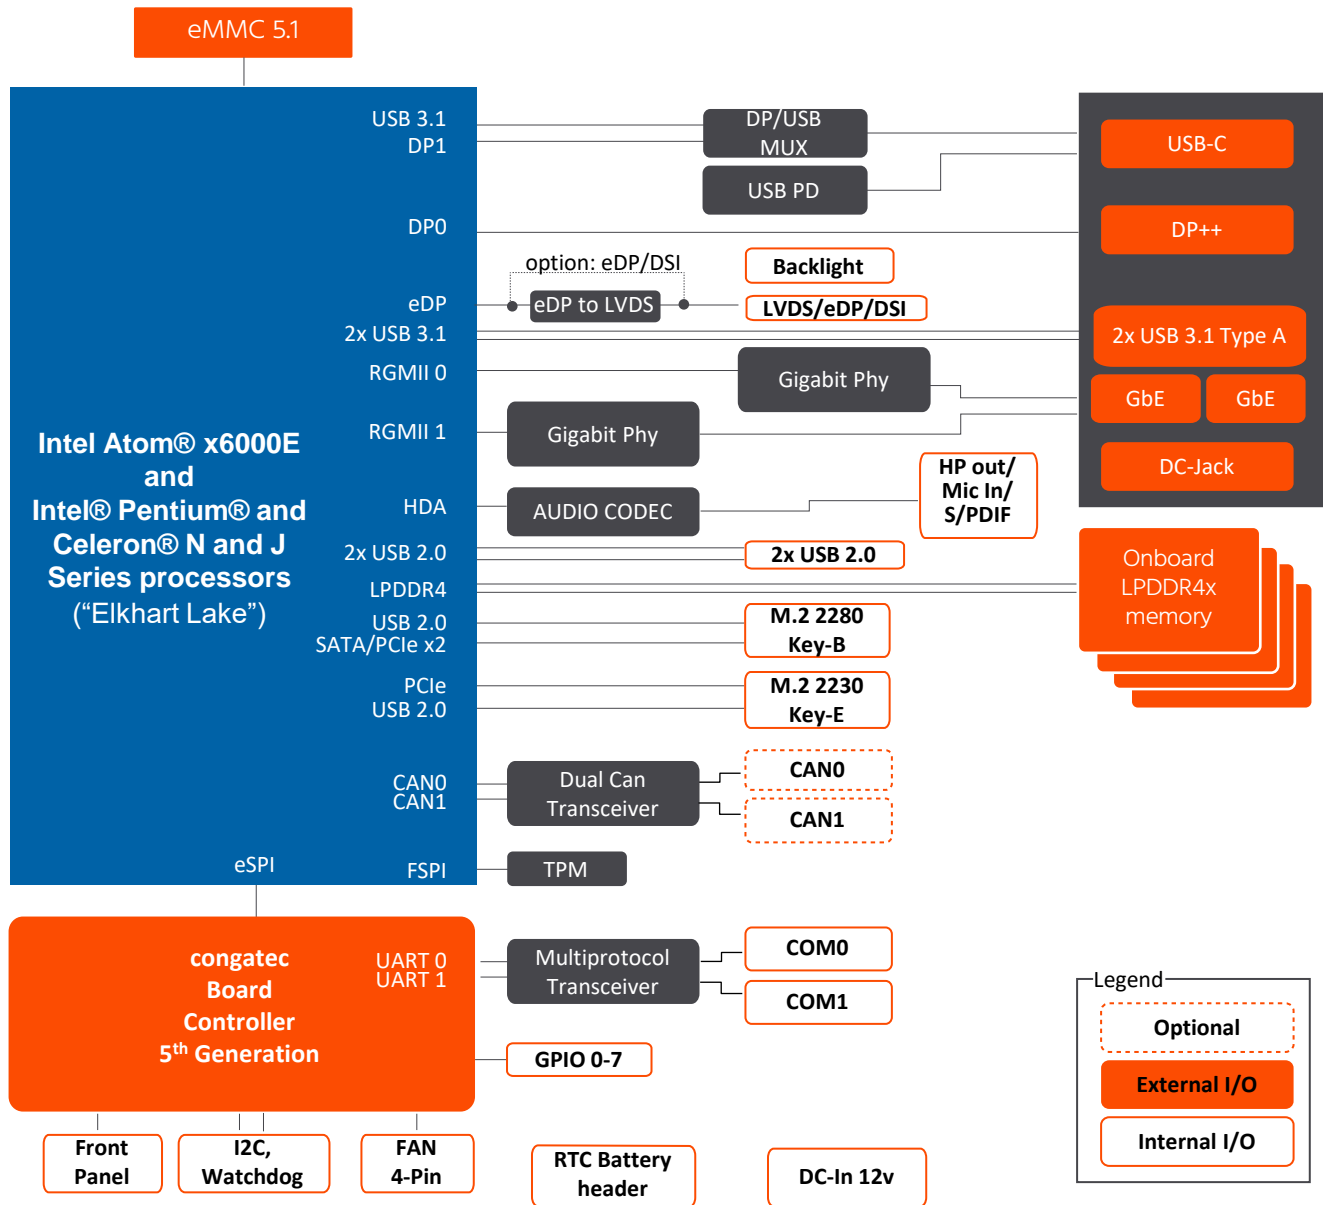 eMMC 5.1
USB 3.1
DP1
DP/USB
MUX
USB PD
USB-C
DP0
DP++
option: eDP/DSI
Backlight
eDP
eDP to LVDS
LVDS/eDP/DSI
2x USB 3.1
2x USB 3.1 Type A
RGMII 0
Gigabit Phy
GbE
GbE
RGMII 1
Gigabit Phy
DC-Jack
Intel Atom® x6000E
and
Intel® Pentium® and
Celeron® N and J
Series processors
(“Elkhart Lake”)
HDA
AUDIO CODEC
HP out/
Mic In/
S/PDIF
2x USB 2.0
2x USB 2.0
LPDDR4
Onboard
LPDDR4x
memory
USB 2.0
SATA/PCIe x2
M.2 2280
Key-B
PCIe
USB 2.0
M.2 2230
Key-E
CAN0
CAN1
Dual Can
Transceiver
CAN0
CAN1
eSPI
FSPI
TPM
congatec
Board
Controller
5th Generation
UART 0
UART 1
Multiprotocol
Transceiver
COM0
COM1
GPIO 0-7
Front
Panel
I2C,
Watchdog
FAN
4-Pin
RTC Battery
header
DC-In 12v
Legend
Optional
External I/O
Internal I/O